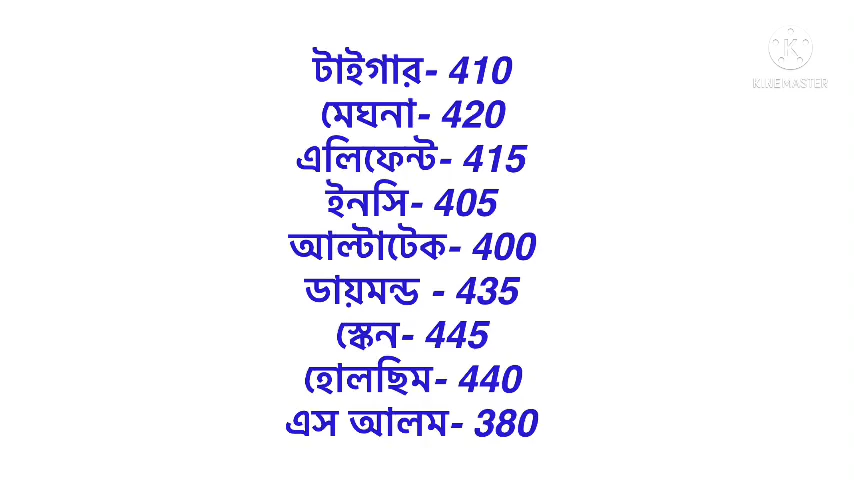 টাইগার- 410
মেঘনা- 420
এলিফেন্ট- 415
ইনসি- 405
আল্টাটেক- 400
ডায়মন্ড - 435
স্কেন- 445
হোলছিম- 440
এস আলম- 380
KINEMASTER